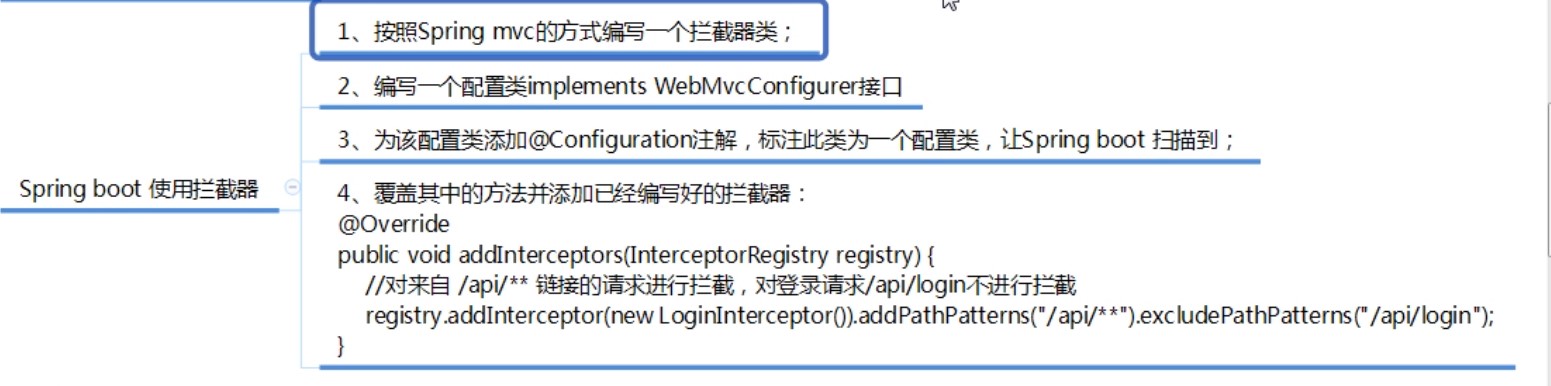 1、按照Spring mvc的方式编写一个拦截器类；
2、编写一个配置类implements WebMvcConfigurer接口
3、为该配置类添加@Configuration注解，标注此类为一个配置类，让Spring boot 扫描到；
Spring boot 使用拦截器
4、覆盖其中的方法并添加已经编写好的拦截器：
@Override
public void addInterceptors(InterceptorRegistry registry) {
//对来自 /api/** 链接的请求进行拦截，对登录请求/api/login不进行拦截
registry.addInterceptor(new LoginInterceptor()).addPathPatterns("/api/**").excludePathPatterns("/api/login");
}